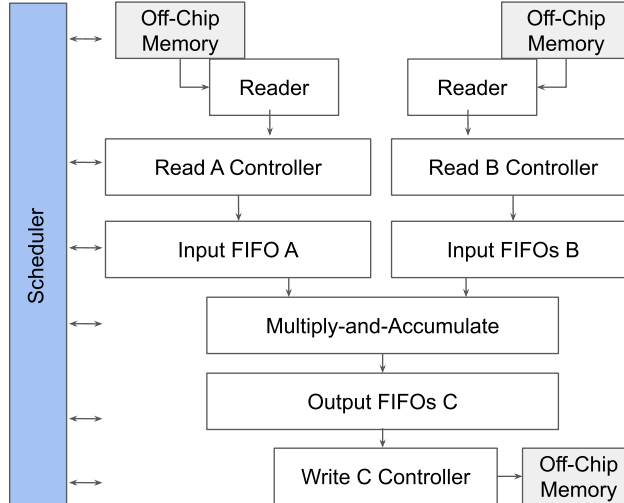 Off-Chip
Memory
Off-Chip
Memory
Reader
Reader
Read A Controller
Read B Controller
Scheduler
Input FIFO A
Input FIFOs B
Multiply-and-Accumulate
Output FIFOs C
Write C Controller
Off-Chip
Memory